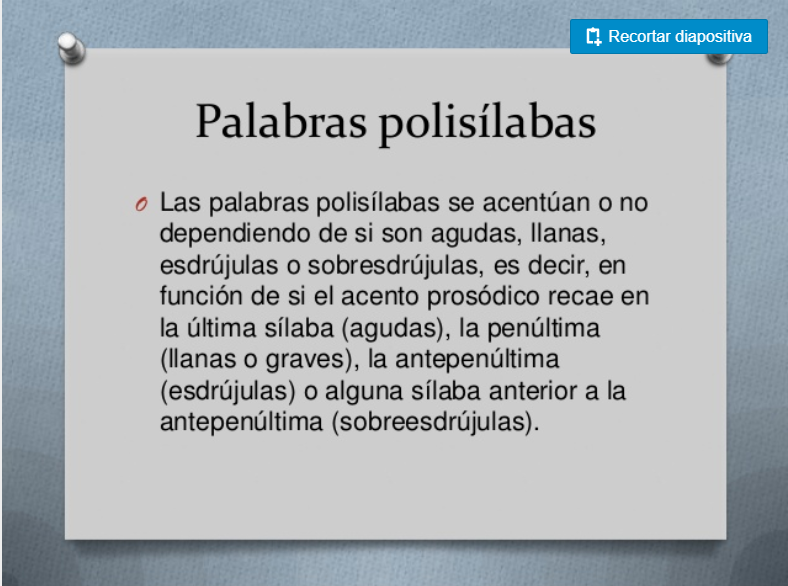 Recortar diapositiva
Palabras polisílabas
Las palabras polisílabas se acentúan o no
dependiendo de si son agudas, llanas,
esdrújulas o sobresdrújulas, es decir, en
función de si el acento prosódico recae en
la última sílaba (agudas), la penúltima
(llanas o graves), la antepenúltima
(esdrújulas) o alguna sílaba anterior a la
antepenúltima (sobreesdrújulas).